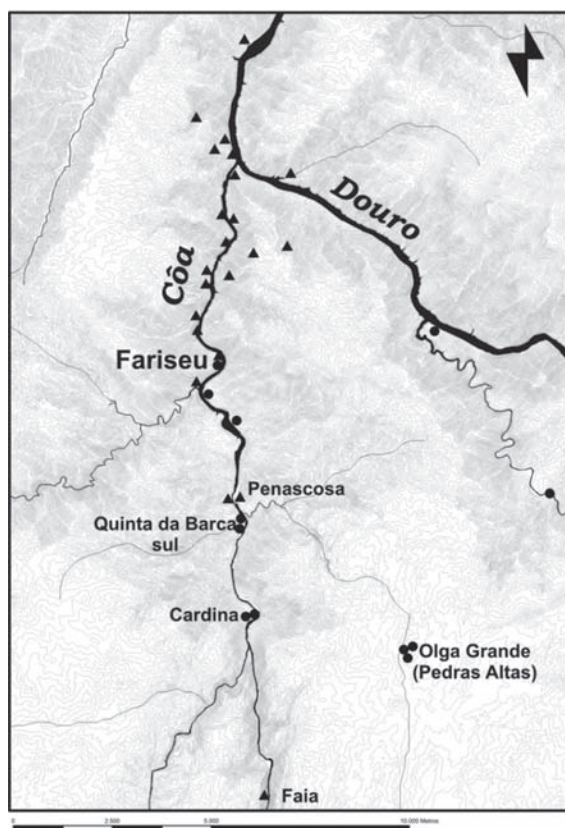 Douro
Côa
Fariseu
Penascosa
Quinta da Barca
sul
Cardina
Olga Grande
(Pedras Altas)
Faia
0 2.500 5.000 10.000 Metros